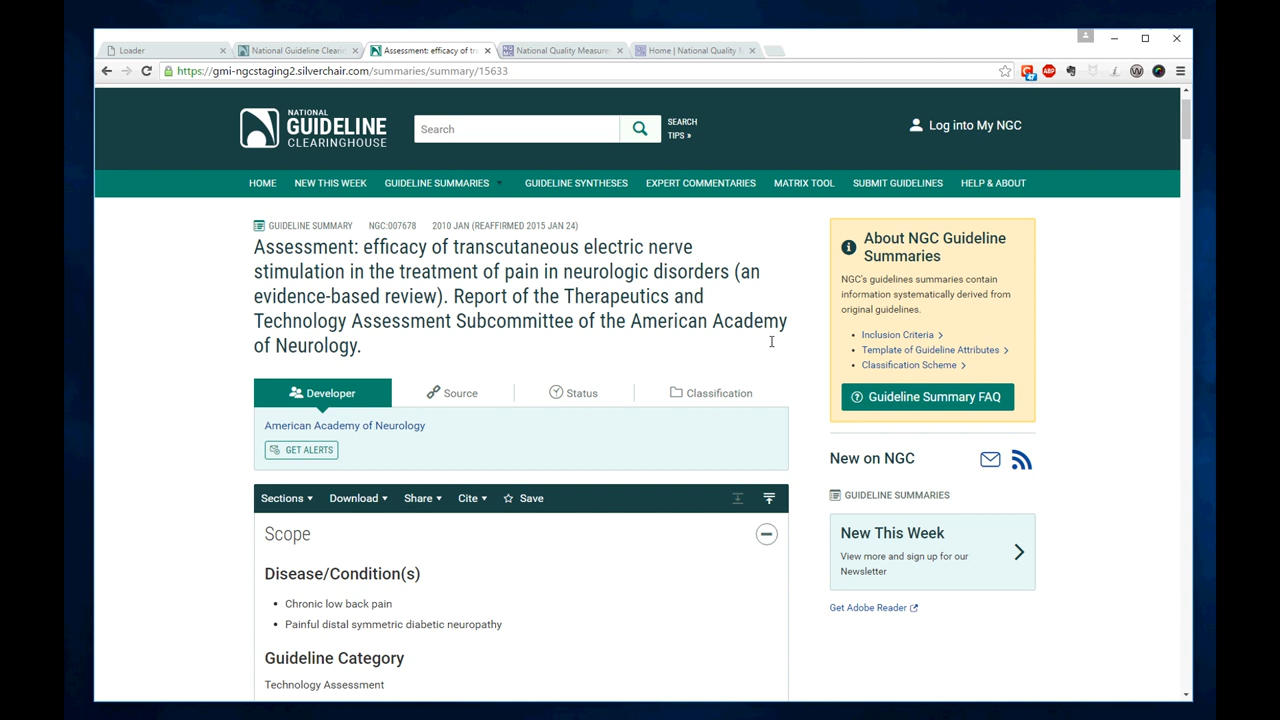 Loader
National Guideline Clearin
Assessment: efficacy of tr
National Quality Measure
Home | National Quality M
https://gmi-ngcstaging2.silverchair.com/summaries/summary/15633
NATIONAL
GUIDELINE
CLEARINGHOUSE
Search
SEARCH
TIPS »
Log into My NGC
HOME
NEW THIS WEEK
GUIDELINE SUMMARIES
GUIDELINE SYNTHESES
EXPERT COMMENTARIES
MATRIX TOOL
SUBMIT GUIDELINES
HELP & ABOUT
GUIDELINE SUMMARY NGC:007678 2010 JAN (REAFFIRMED 2015 JAN 24)
Assessment: efficacy of transcutaneous electric nerve
stimulation in the treatment of pain in neurologic disorders (an
evidence-based review). Report of the Therapeutics and
Technology Assessment Subcommittee of the American Academy
of Neurology.
Developer
Source
Status
Classification
American Academy of Neurology
GET ALERTS
Sections
Download
Share
Cite
Save
Scope
Disease/Condition(s)
• Chronic low back pain
• Painful distal symmetric diabetic neuropathy
Guideline Category
Technology Assessment
About NGC Guideline
Summaries
NGC's guidelines summaries contain
information systematically derived from
original guidelines.
• Inclusion Criteria >
• Template of Guideline Attributes >
• Classification Scheme >
Guideline Summary FAQ
New on NGC
GUIDELINE SUMMARIES
New This Week
View more and sign up for our
Newsletter
Get Adobe Reader